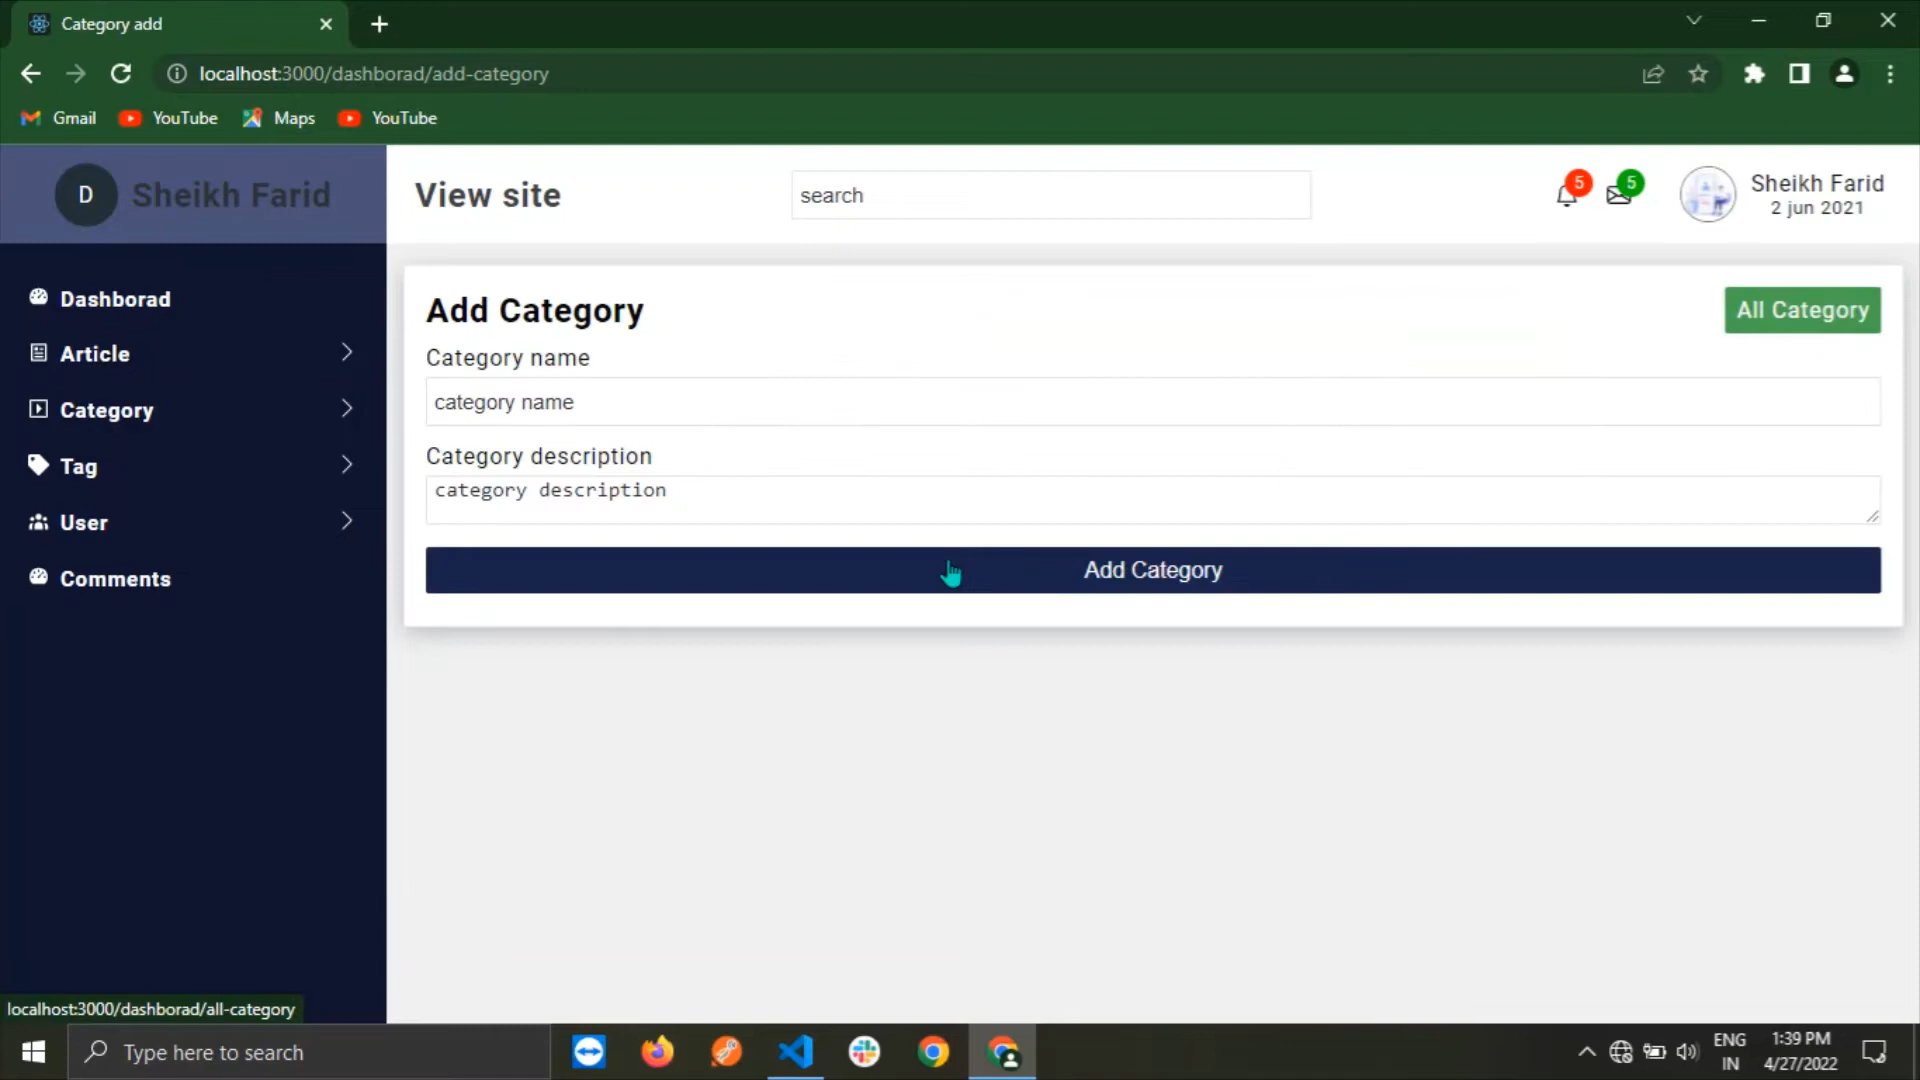 Category add
localhost:3000/dashborad/add-category
Gmail YouTube Maps YouTube
D Sheikh Farid
View site
search
5 5
Sheikh Farid
2 jun 2021
Dashborad
Article
Category
Tag
User
Comments
Add Category
All Category
Category name
category name
Category description
category description
Add Category
localhost:3000/dashborad/all-category
Type here to search
ENG
IN
1:39 PM
4/27/2022